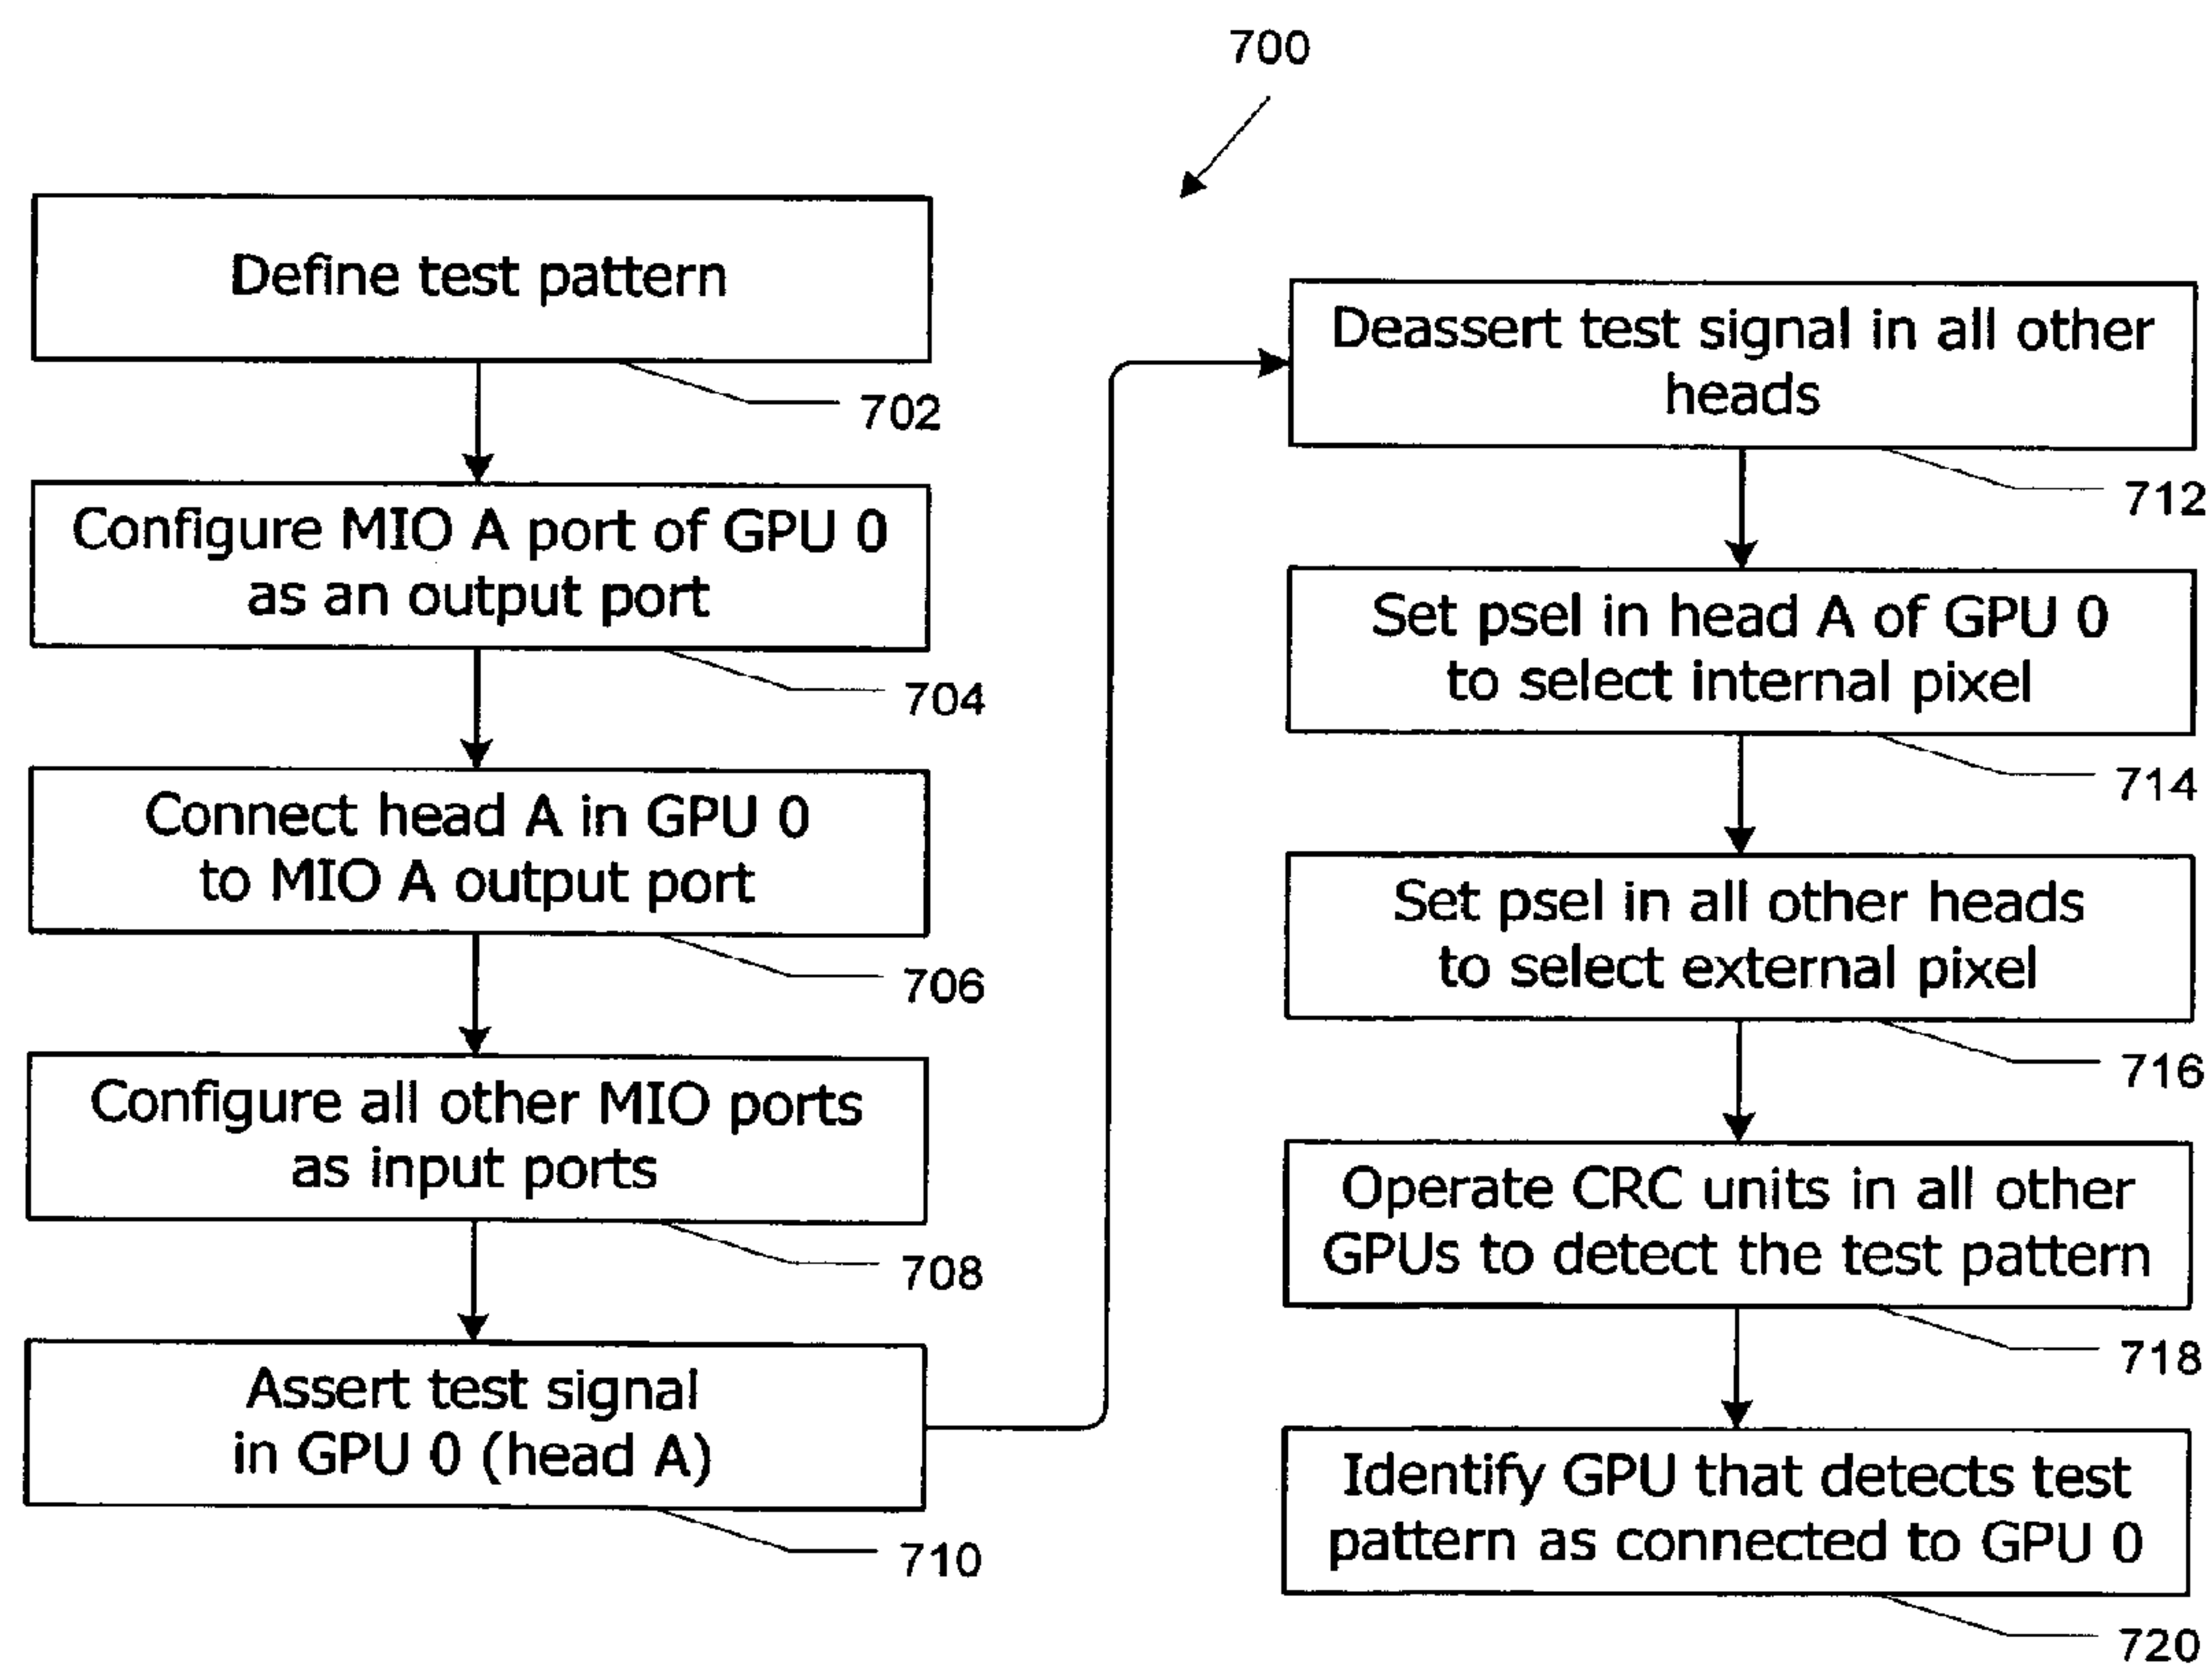 700
Define test pattern
702
Configure MIO A port of GPU 0
as an output port
704
Connect head A in GPU 0
to MIO A output port
706
Configure all other MIO ports
as input ports
708
Assert test signal
in GPU 0 (head A)
710
Deassert test signal in all other
heads
712
Set psel in head A of GPU 0
to select internal pixel
714
Set psel in all other heads
to select external pixel
716
Operate CRC units in all other
GPUs to detect the test pattern
718
Identify GPU that detects test
pattern as connected to GPU 0
720